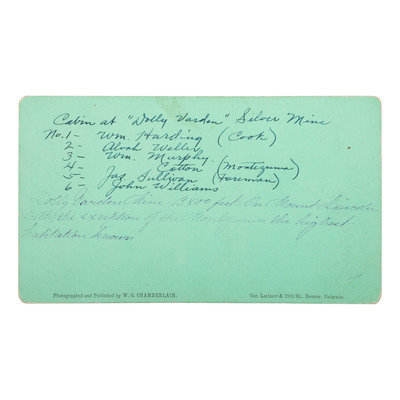 Cabin at "Dolly Varden" Silver Mine
No. 1 - Wm. Harding (Cook)
2 - Alvah Willey
3 - Wm. Murphy.
4 - Cotton (Montezuma)
5 - Jas. Sullivan (Foreman)
6 - John Williams
Dolly Varden Mine 13800 feet On Mount Lincoln
With the exception of the Montezuma the highest
habitation known
Photographed and Published by W. G. CHAMBERLAIN.
Cor. Larimer & 15th St., Denver, Colorado.